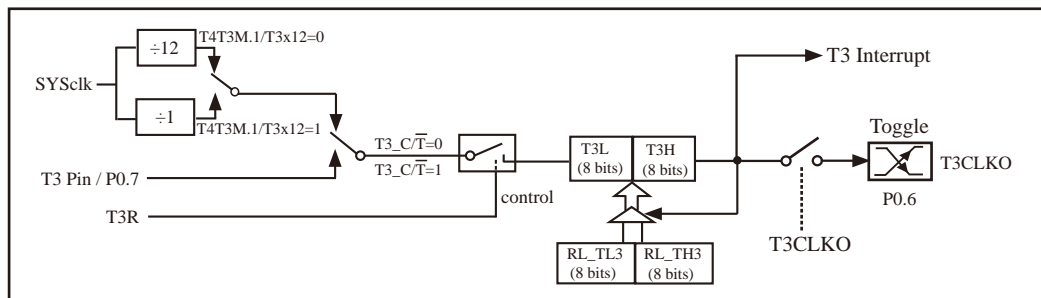 T4T3M.1/T3x12=0
÷12
SYSclk
÷1
T4T3M.1/T3x12=1
T3 Interrupt
Toggle
T3_C/T̅=0
T3_C/T̅=1
T3L
(8 bits)
T3H
(8 bits)
T3CLKO
P0.6
T3 Pin / P0.7
control
T3R
T3CLKO
RL_TL3
(8 bits)
RL_TH3
(8 bits)